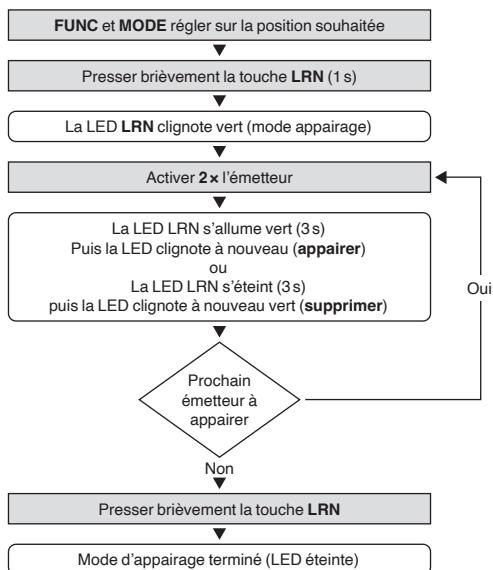 FUNC et MODE régler sur la position souhaitée
Presser brièvement la touche LRN (1 s)
La LED LRN clignote vert (mode appairage)
Activer 2× l’émetteur
La LED LRN s’allume vert (3 s)
Puis la LED clignote à nouveau (appairer)
ou
La LED LRN s’éteint (3 s)
puis la LED clignote à nouveau vert (supprimer)
Oui
Prochain
émetteur à
appairer
Non
Presser brièvement la touche LRN
Mode d’appairage terminé (LED éteinte)